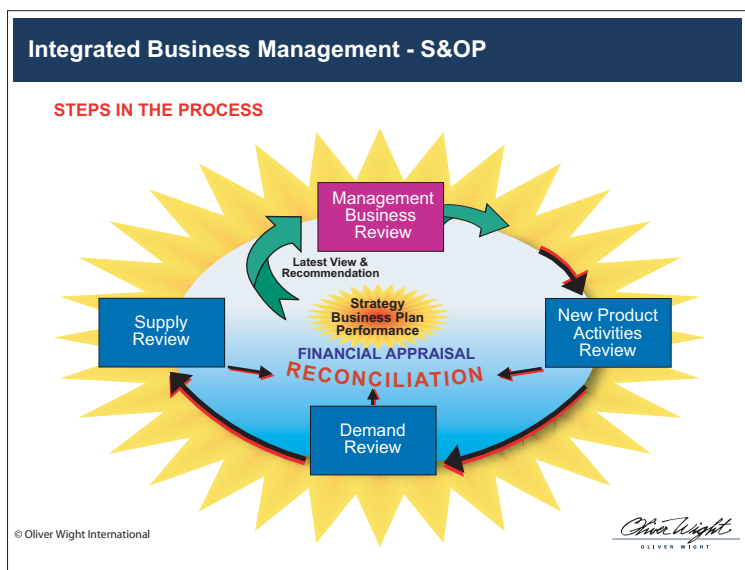 Integrated Business Management - S&OP
STEPS IN THE PROCESS
Management
Business
Review
Latest View &
Recommendation
Supply
Review
Strategy
Business Plan
Performance
New Product
Activities
Review
FINANCIAL APPRAISAL
RECONCILIATION
Demand
Review
© Oliver Wight International
Oliver Wight
OLIVER WIGHT